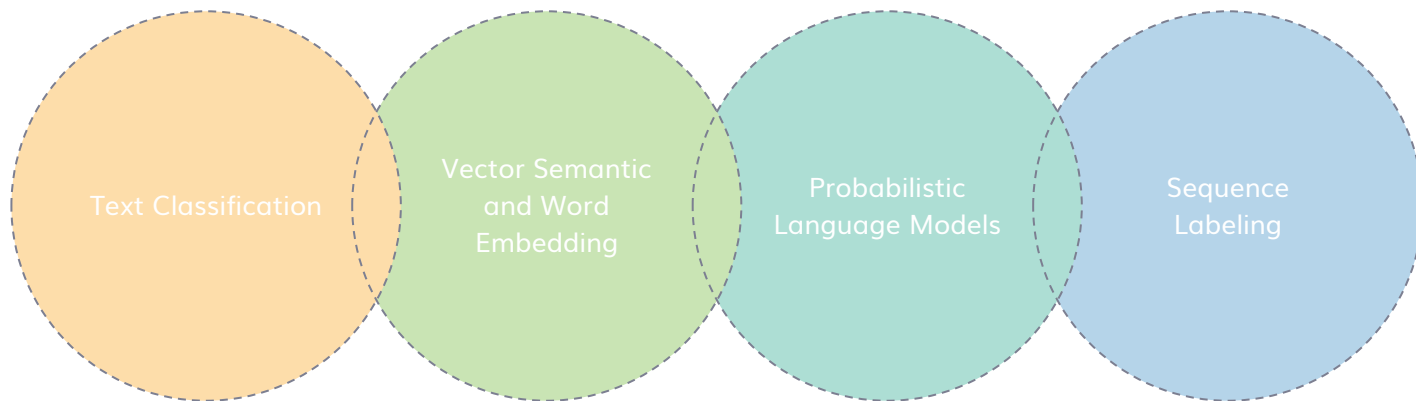 Text Classification
Vector Semantic
and Word
Embedding
Probabilistic
Language Models
Sequence
Labeling